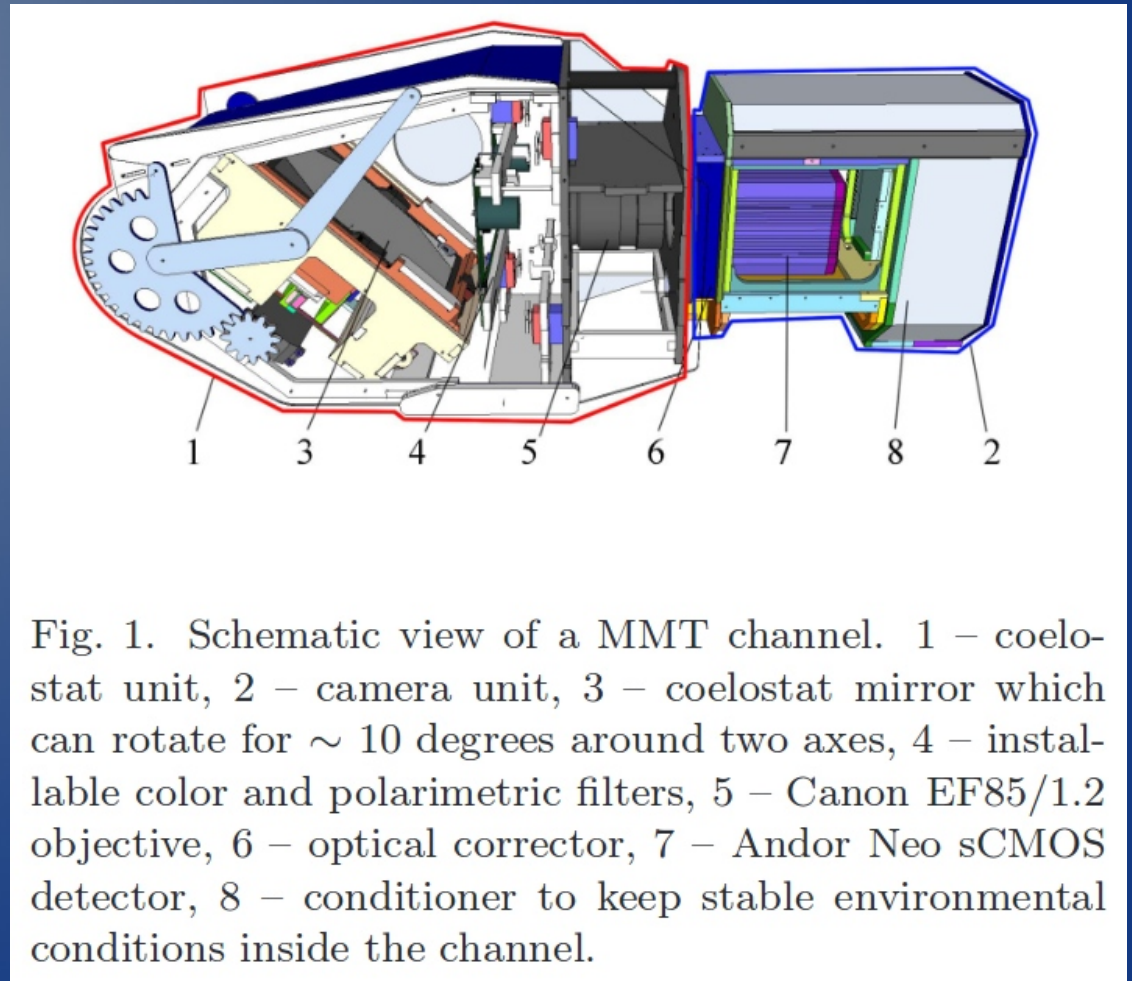 1 3 4 5 6 7 8 2
Fig. 1. Schematic view of a MMT channel. 1 – coelo-
stat unit, 2 – camera unit, 3 – coelostat mirror which
can rotate for ∼ 10 degrees around two axes, 4 – instal-
lable color and polarimetric filters, 5 – Canon EF85/1.2
objective, 6 – optical corrector, 7 – Andor Neo sCMOS
detector, 8 – conditioner to keep stable environmental
conditions inside the channel.